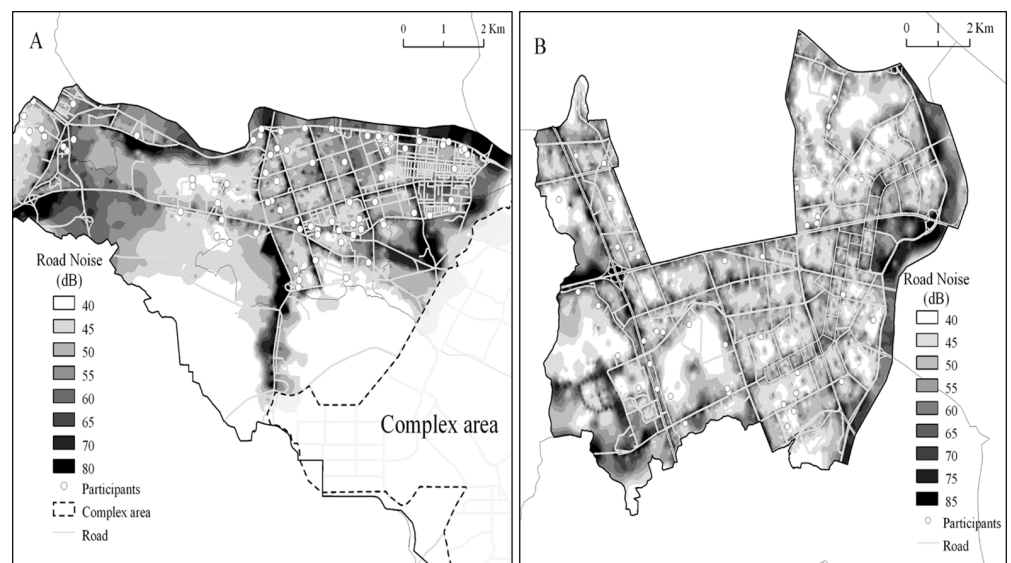 A
0 1 2 Km
Road Noise
(dB)
40
45
50
55
60
65
70
80
Participants
Complex area
Road
Complex area
B
0 1 2 Km
Road Noise
(dB)
40
45
50
55
60
65
70
75
85
Participants
Road